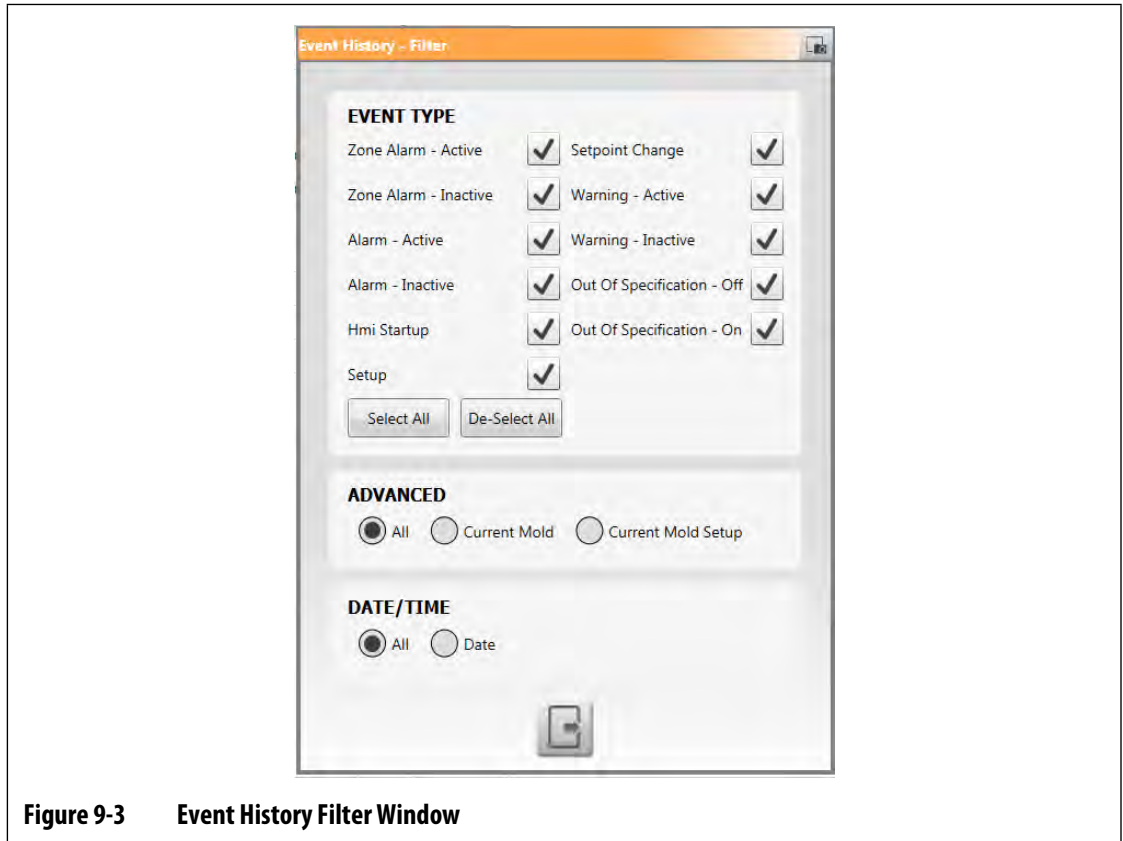 Event History - Filter
EVENT TYPE
Zone Alarm - Active
Setpoint Change
Zone Alarm - Inactive
Warning - Active
Alarm - Active
Warning - Inactive
Alarm - Inactive
Out Of Specification - Off
Hmi Startup
Out Of Specification - On
Setup
Select All
De-Select All
ADVANCED
All
Current Mold
Current Mold Setup
DATE/TIME
All
Date
Figure 9-3 Event History Filter Window